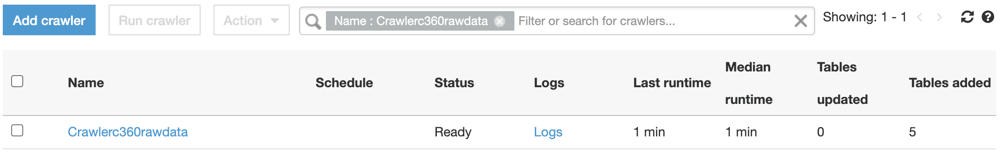 Add crawler Run crawler Action Name : Crawlerc360rawdata Filter or search for crawlers... Showing: 1 - 1
Name Schedule Status Logs Last runtime Median runtime Tables updated Tables added
Crawlerc360rawdata Ready Logs 1 min 1 min 0 5